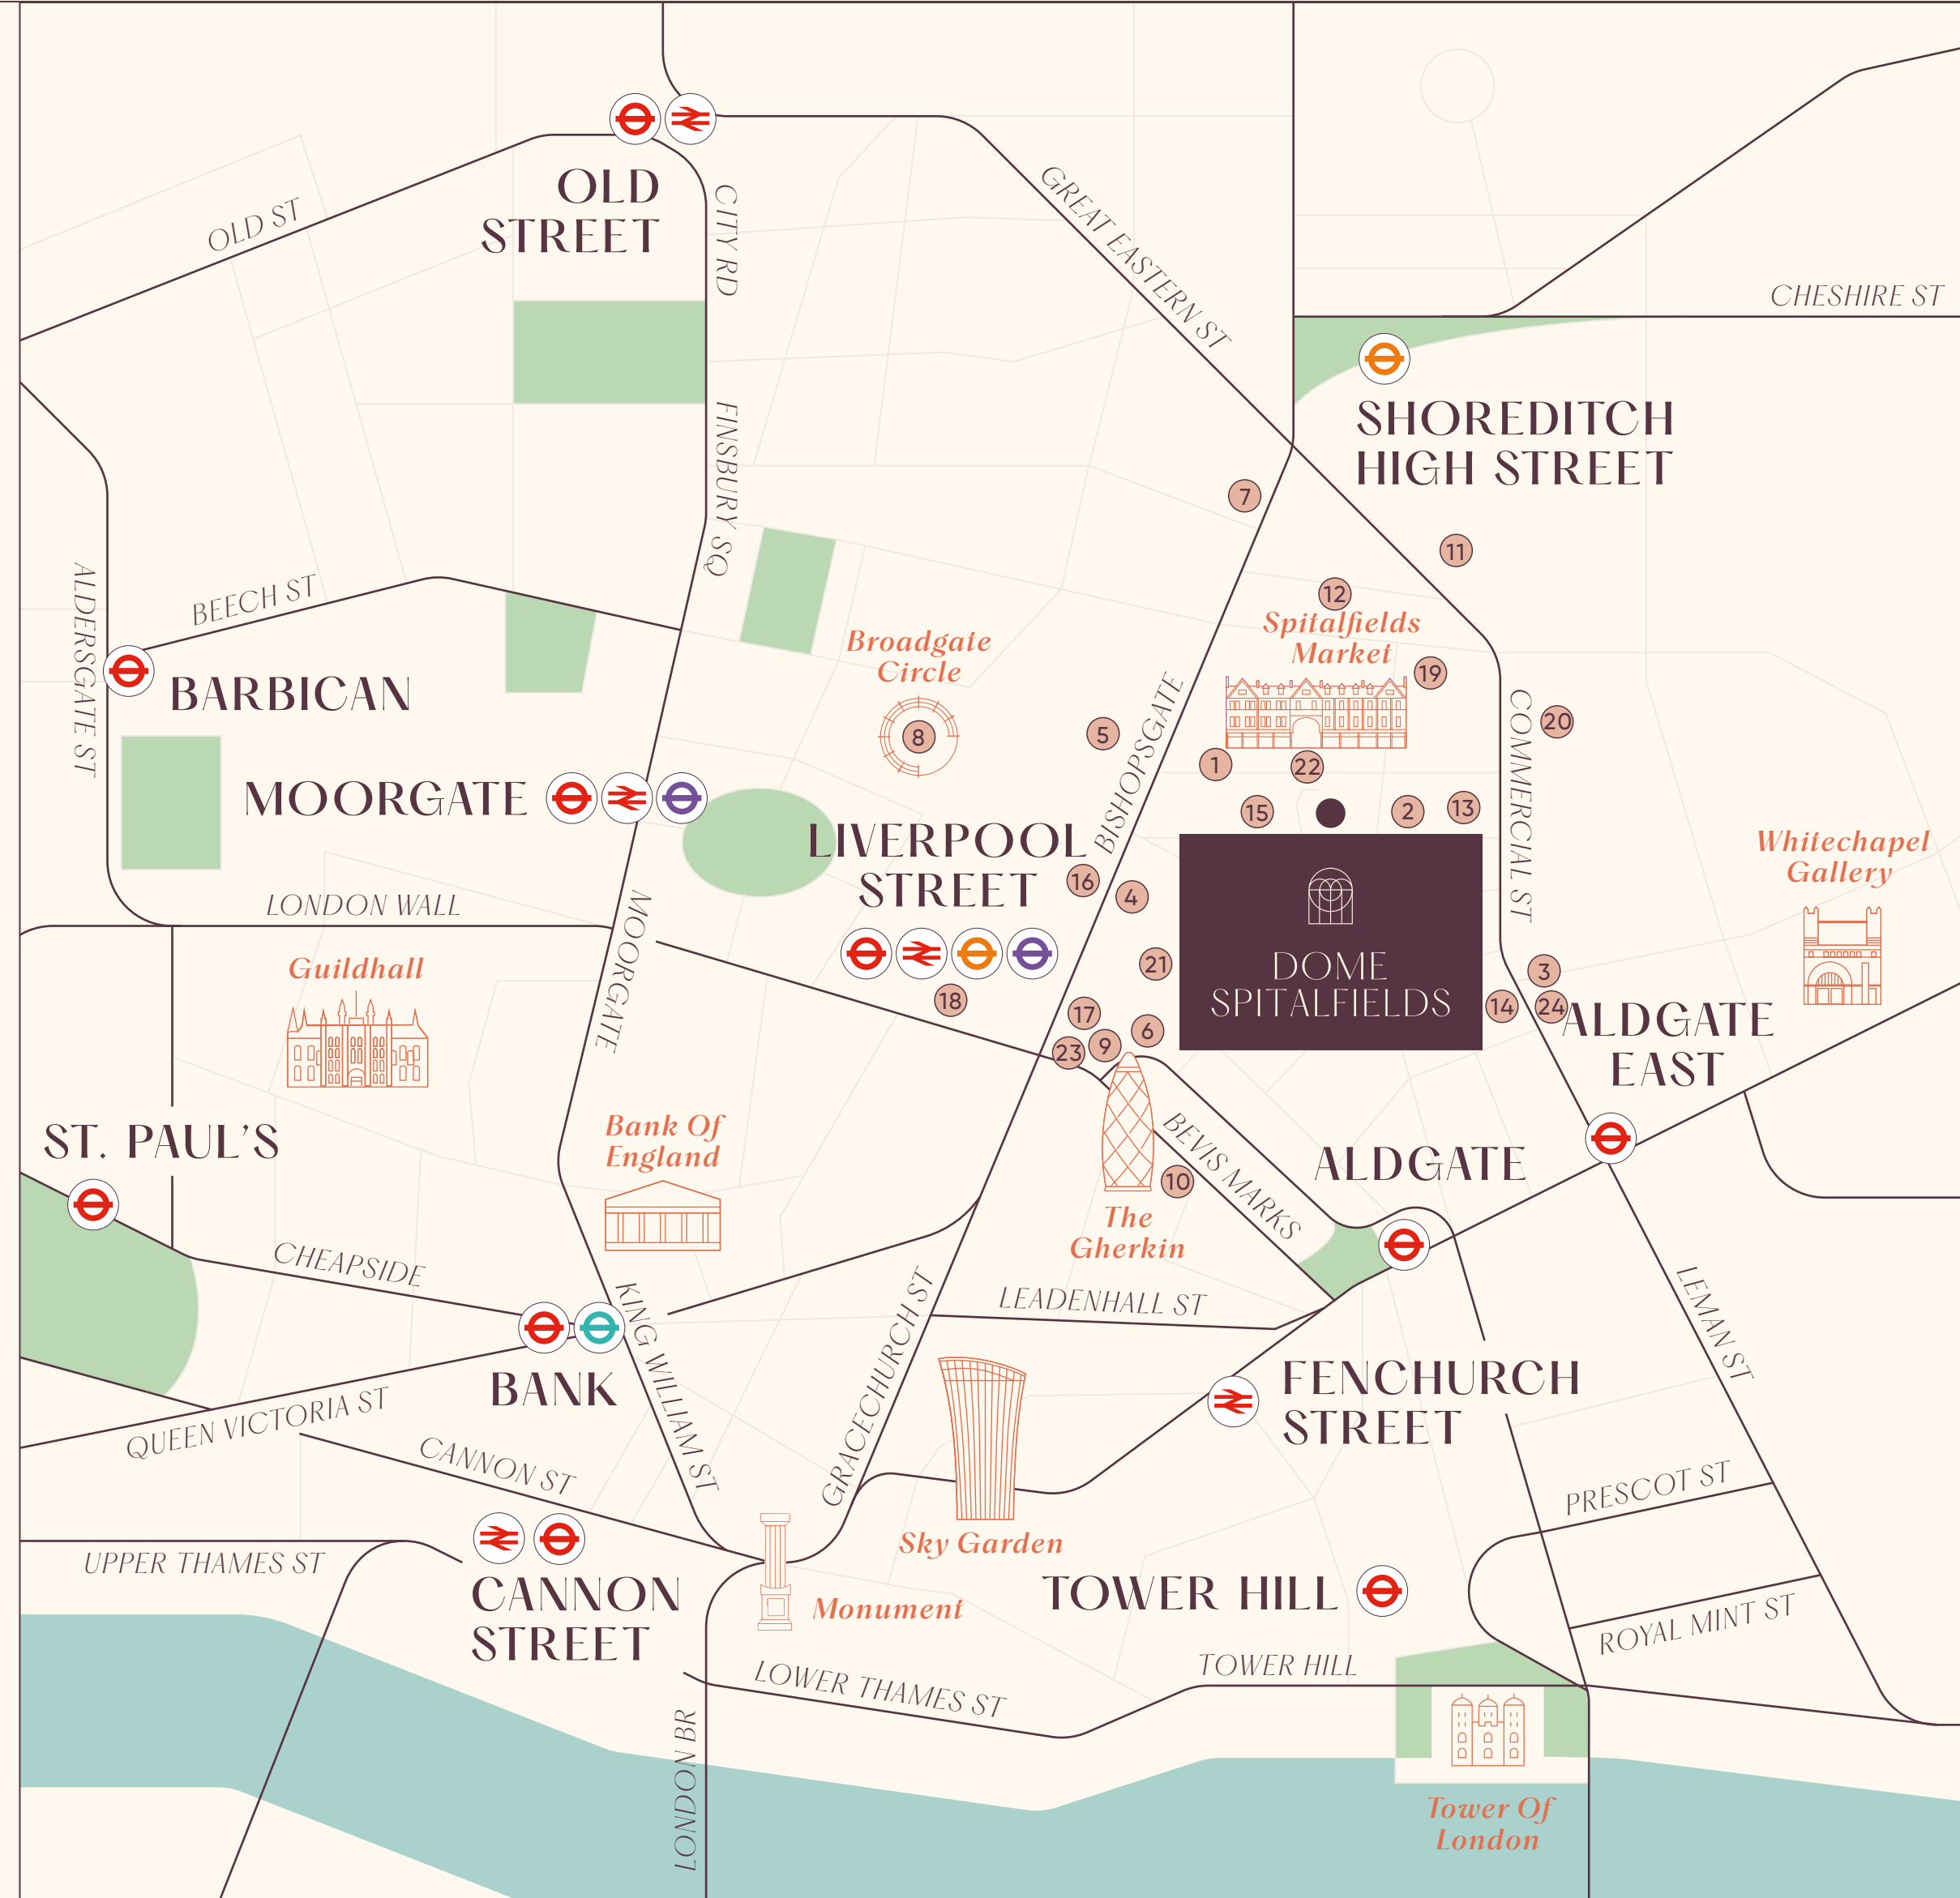 OLD
STREET
OLD ST
CITY RD
GREAT EASTERN ST
CHESHIRE ST
SHOREDITCH
HIGH STREET
FINSBURY SQ
7
11
12
ALDERSGATE ST
BEECH ST
BARBICAN
Broadgate
Circle
8
Spitalfields
Market
19
20
5
1
22
15
2
13
BISHOPSGATE
COMMERCIAL ST
MOORGATE
LIVERPOOL
STREET
16
4
Whitechapel
Gallery
LONDON WALL
MOORGATE
Guildhall
DOME
SPITALFIELDS
21
3
14
24
18
17
6
9
23
ALDGATE
EAST
ST. PAUL'S
Bank Of
England
BEVIS MARKS
10
The
Gherkin
ALDGATE
CHEAPSIDE
KING WILLIAM ST
GRACECHURCH ST
LEADENHALL ST
LEMAN ST
BANK
FENCHURCH
STREET
QUEEN VICTORIA ST
CANNON ST
PRESCOT ST
Sky Garden
UPPER THAMES ST
CANNON
STREET
Monument
TOWER HILL
ROYAL MINT ST
LOWER THAMES ST
TOWER HILL
LONDON BR
Tower Of
London